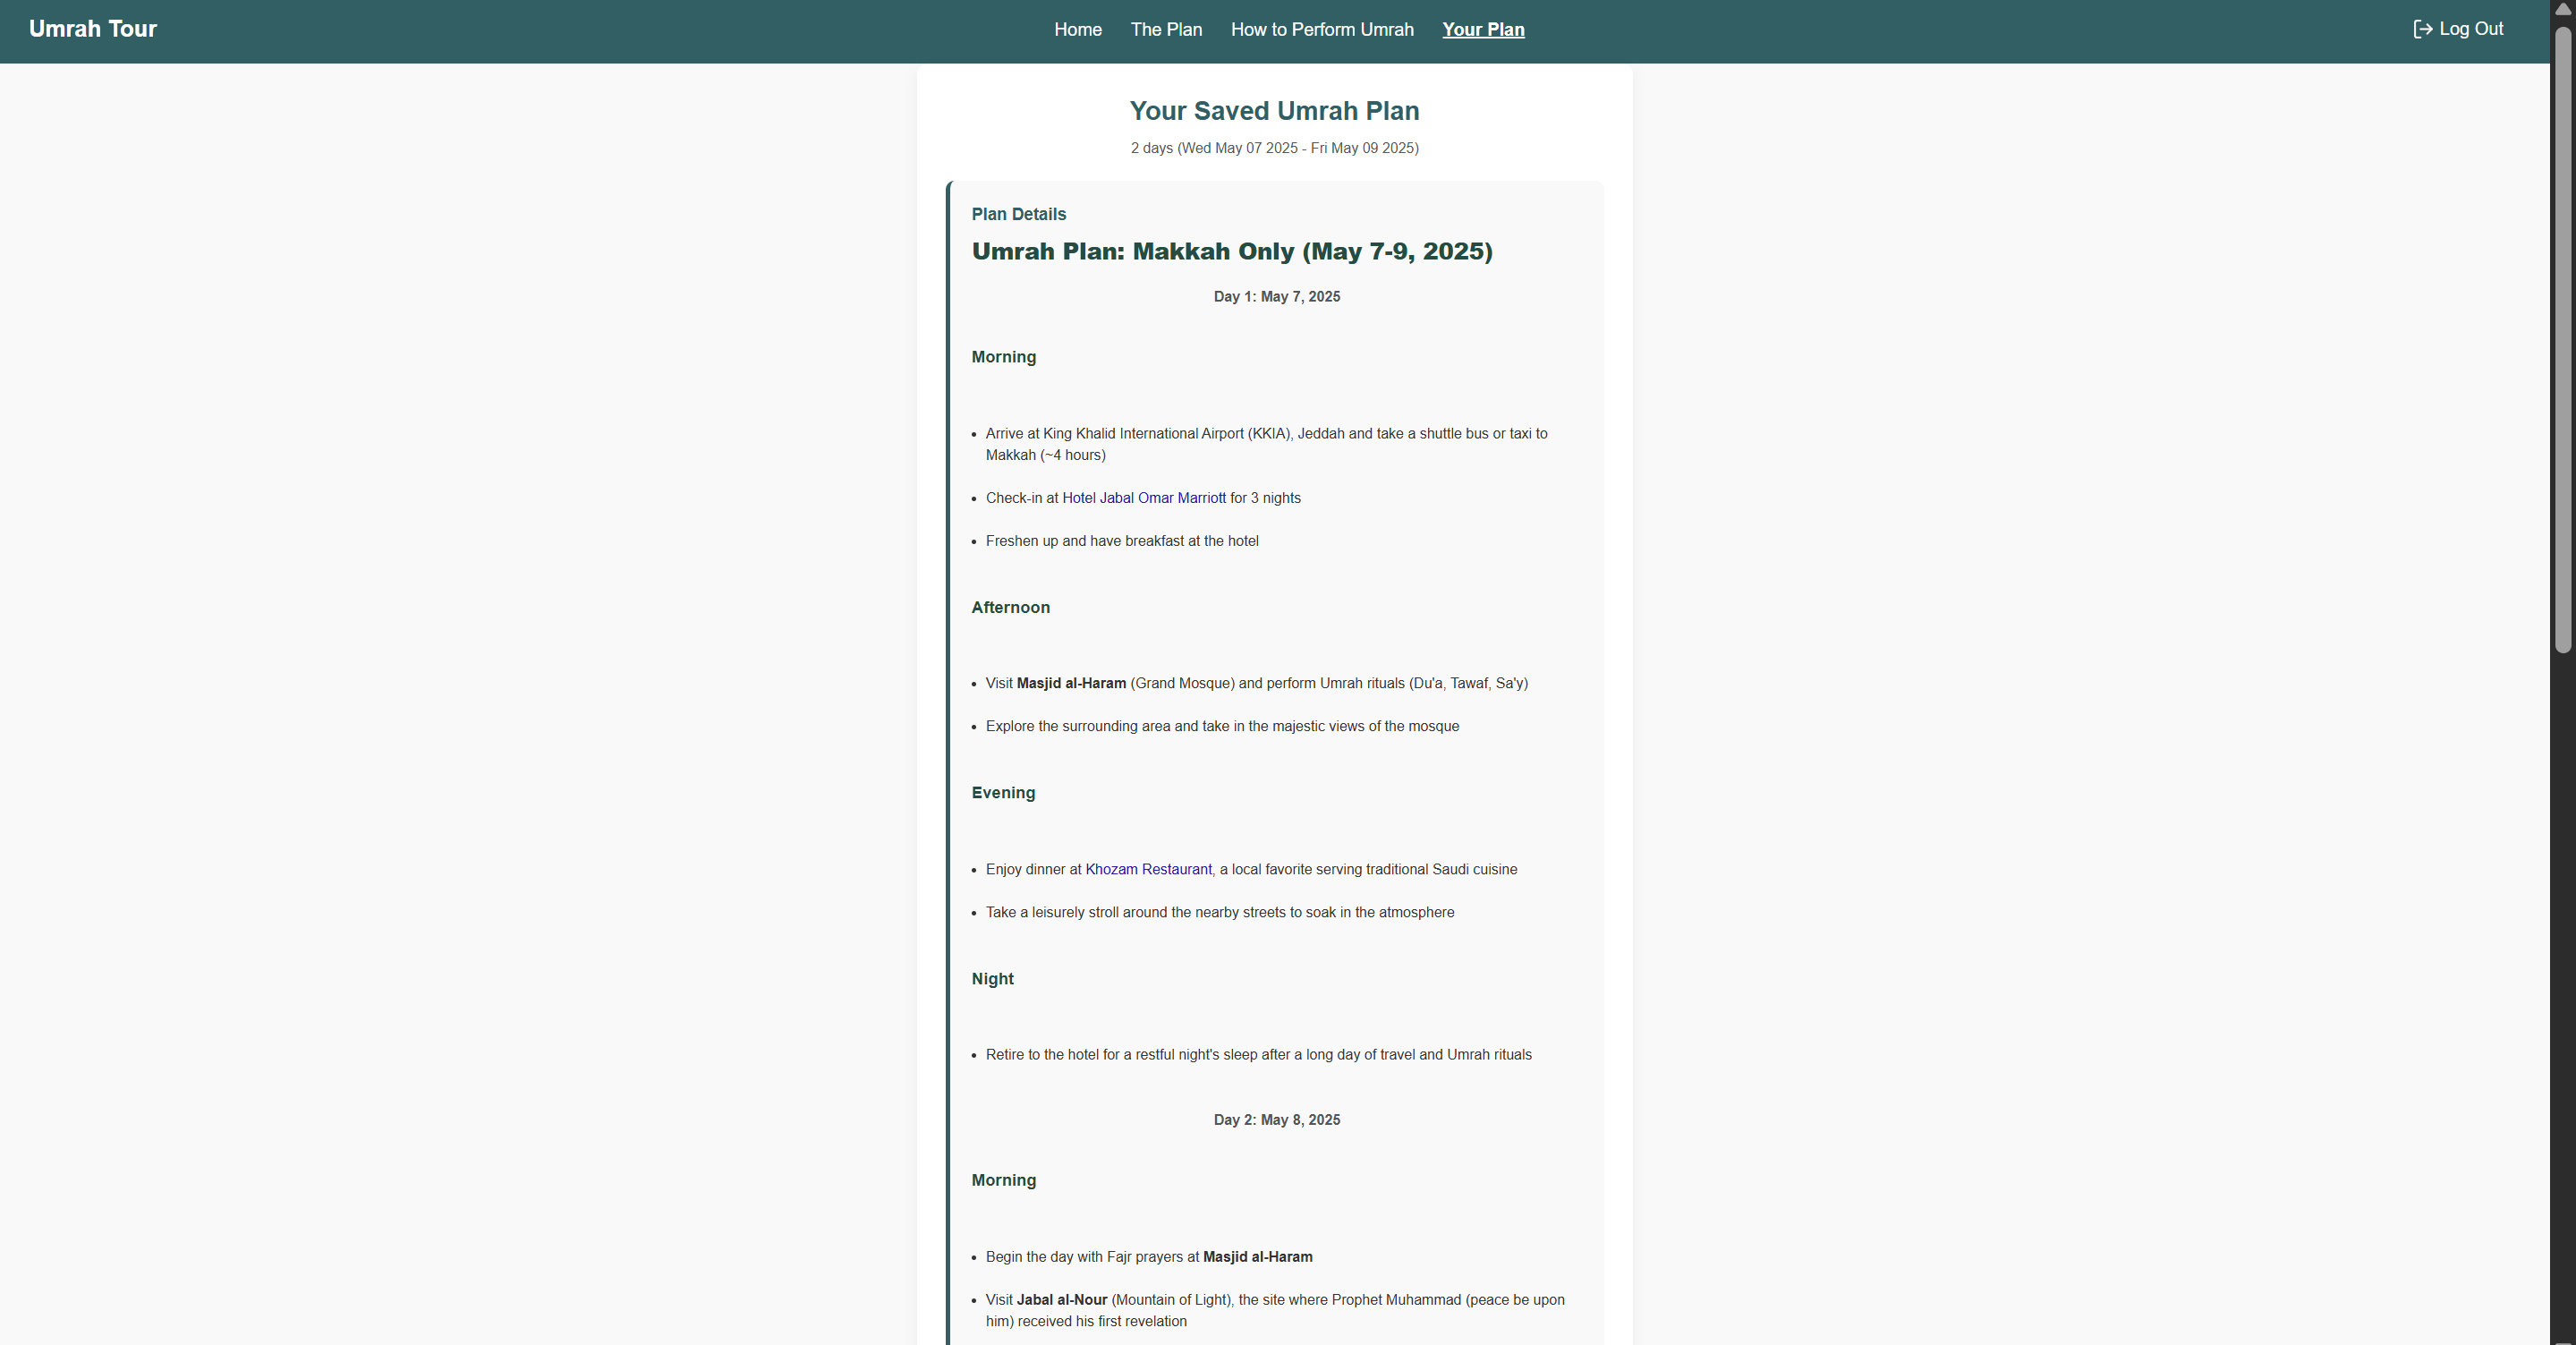 Umrah Tour
Home
The Plan
How to Perform Umrah
Your Plan
Log Out
Your Saved Umrah Plan
2 days (Wed May 07 2025 - Fri May 09 2025)
Plan Details
Umrah Plan: Makkah Only (May 7-9, 2025)
Day 1: May 7, 2025
Morning
Arrive at King Khalid International Airport (KKIA), Jeddah and take a shuttle bus or taxi to
Makkah (~4 hours)
Check-in at Hotel Jabal Omar Marriott for 3 nights
Freshen up and have breakfast at the hotel
Afternoon
Visit Masjid al-Haram (Grand Mosque) and perform Umrah rituals (Du'a, Tawaf, Sa'y)
Explore the surrounding area and take in the majestic views of the mosque
Evening
Enjoy dinner at Khozam Restaurant, a local favorite serving traditional Saudi cuisine
Take a leisurely stroll around the nearby streets to soak in the atmosphere
Night
Retire to the hotel for a restful night's sleep after a long day of travel and Umrah rituals
Day 2: May 8, 2025
Morning
Begin the day with Fajr prayers at Masjid al-Haram
Visit Jabal al-Nour (Mountain of Light), the site where Prophet Muhammad (peace be upon
him) received his first revelation